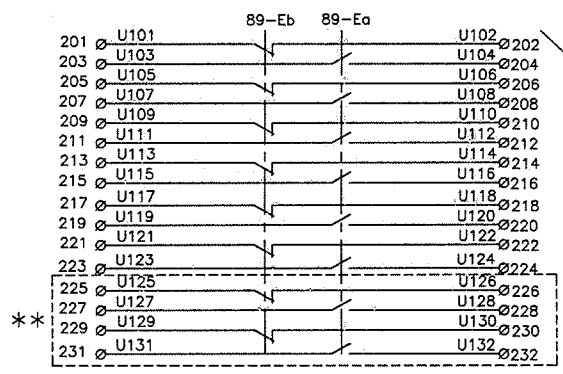 89-Eb 89-Ea
201 U101 U102 202
203 U103 U104 204
205 U105 U106 206
207 U107 U108 208
209 U109 U110 210
211 U111 U112 212
213 U113 U114 214
215 U115 U116 216
217 U117 U118 218
219 U119 U120 220
221 U121 U122 222
223 U123 U124 224
225 U125 U126 226
227 U127 U128 228
229 U129 U130 230
231 U131 U132 232
**